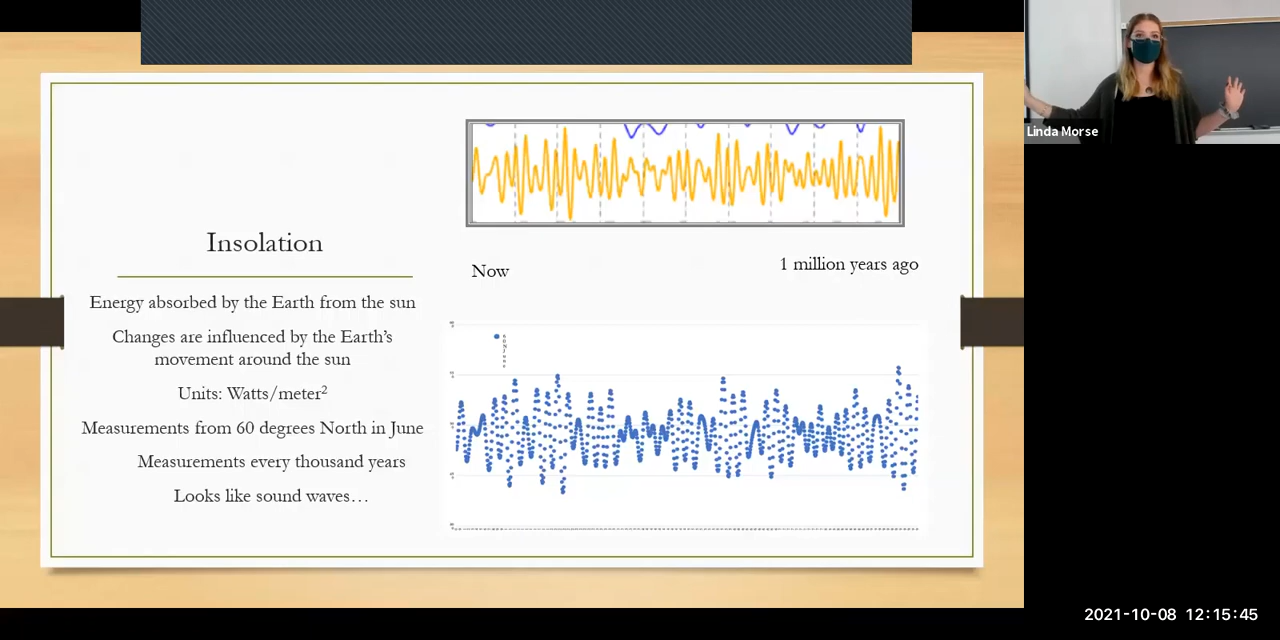 Linda Morse
Insolation
Energy absorbed by the Earth from the sun
Changes are influenced by the Earth's
movement around the sun
Units: Watts/meter²
Measurements from 60 degrees North in June
Measurements every thousand years
Looks like sound waves…
Now
1 million years ago
2021-10-08 12:15:45